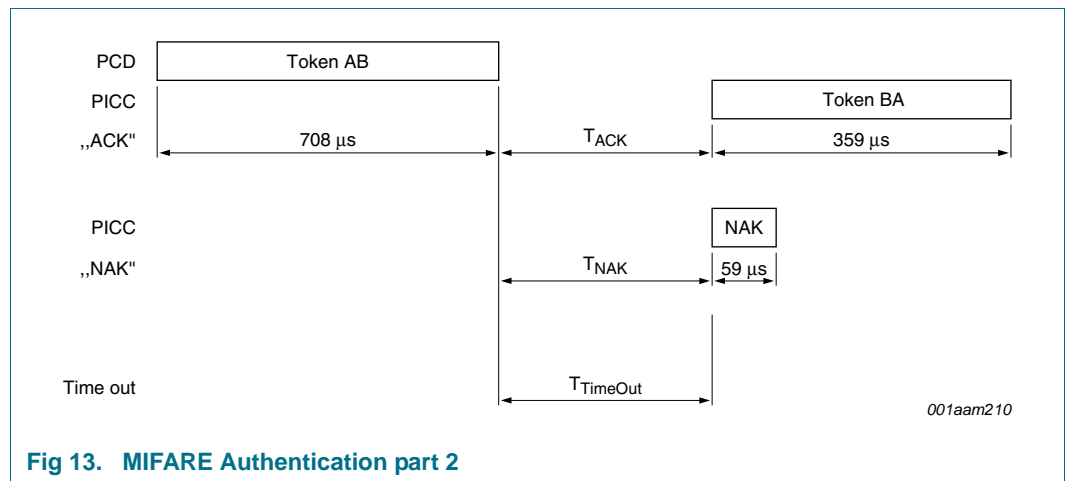 PCD Token AB
PICC Token BA
,,ACK" 708 μs TACK 359 μs
PICC NAK
,,NAK" TNAK 59 μs
Time out TTimeOut
001aam210
Fig 13. MIFARE Authentication part 2